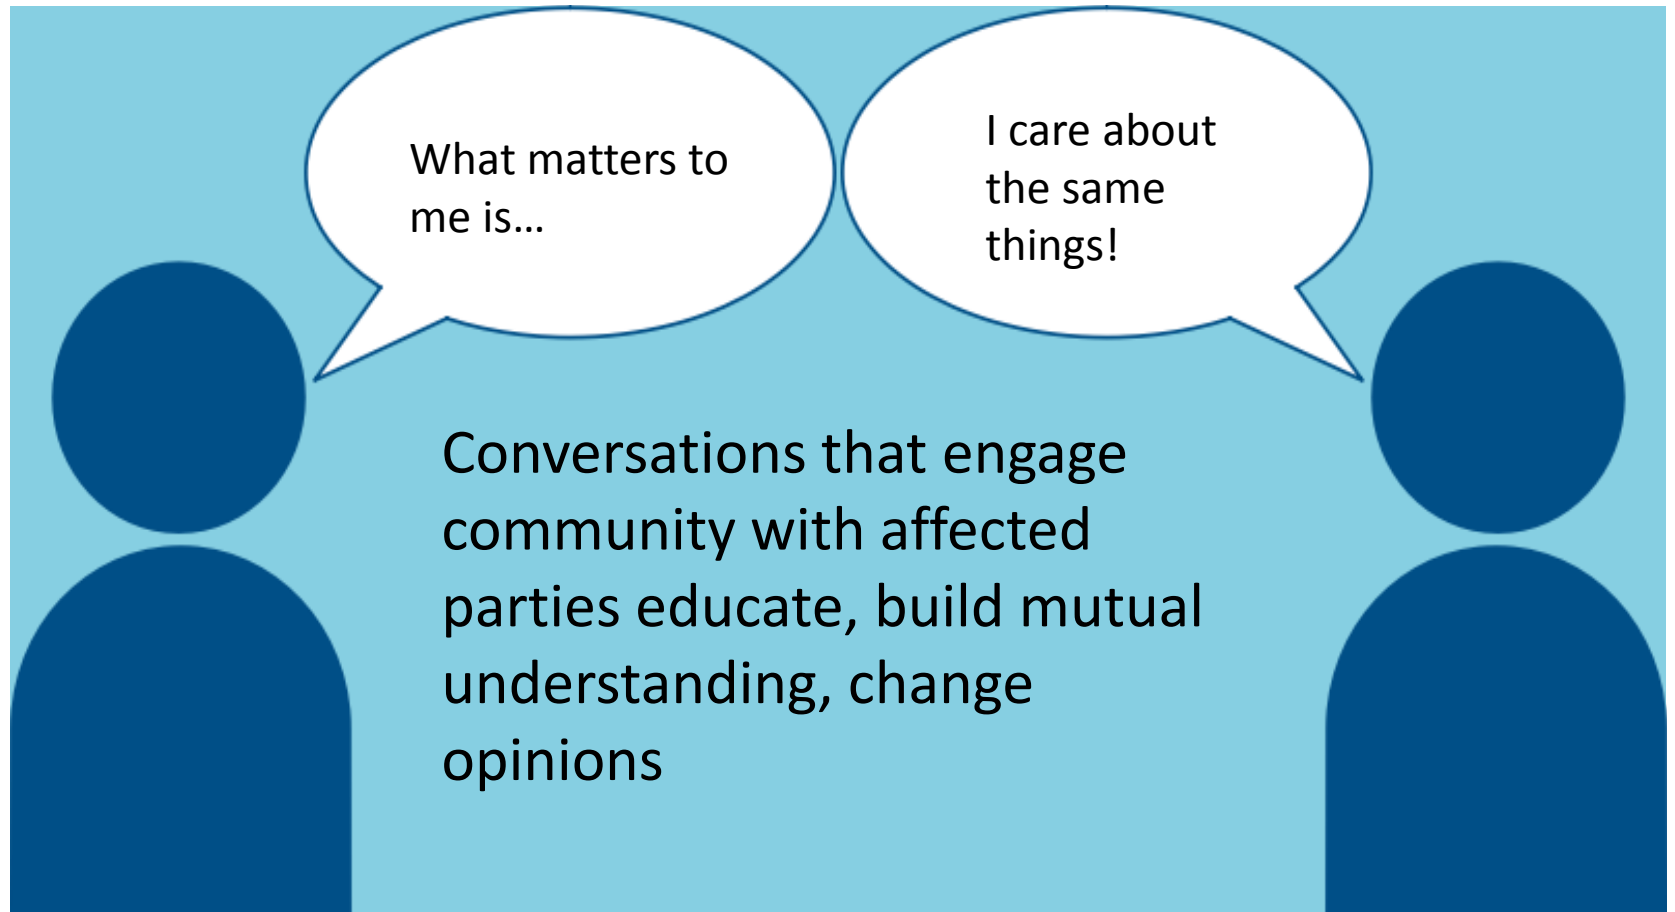 What matters to
me is…
I care about
the same
things!
Conversations that engage
community with affected
parties educate, build mutual
understanding, change
opinions